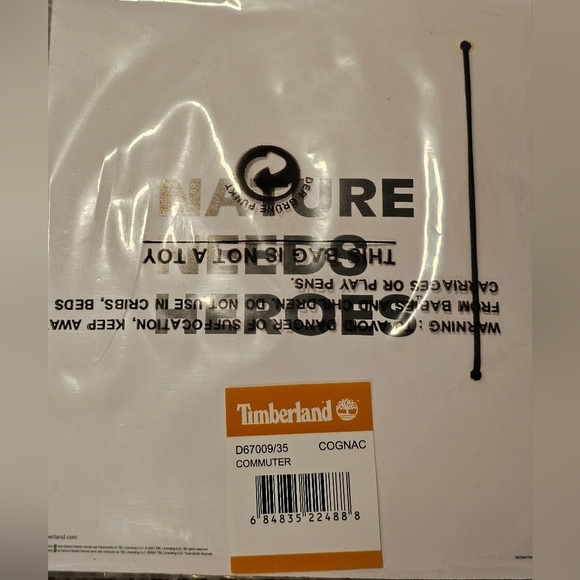 NATURE
NEEDS
HEROES
DER GRÜNE PUNKT
THIS BAG IS NOT A TOY
WARNING : TO AVOID DANGER OF SUFFOCATION, KEEP AWA
FROM BABIES AND CHILDREN. DO NOT USE IN CRIBS, BEDS
CARRIAGES OR PLAY PENS.
Timberland
D67009/35 COGNAC
COMMUTER
6 84835 22488 8
berland.com